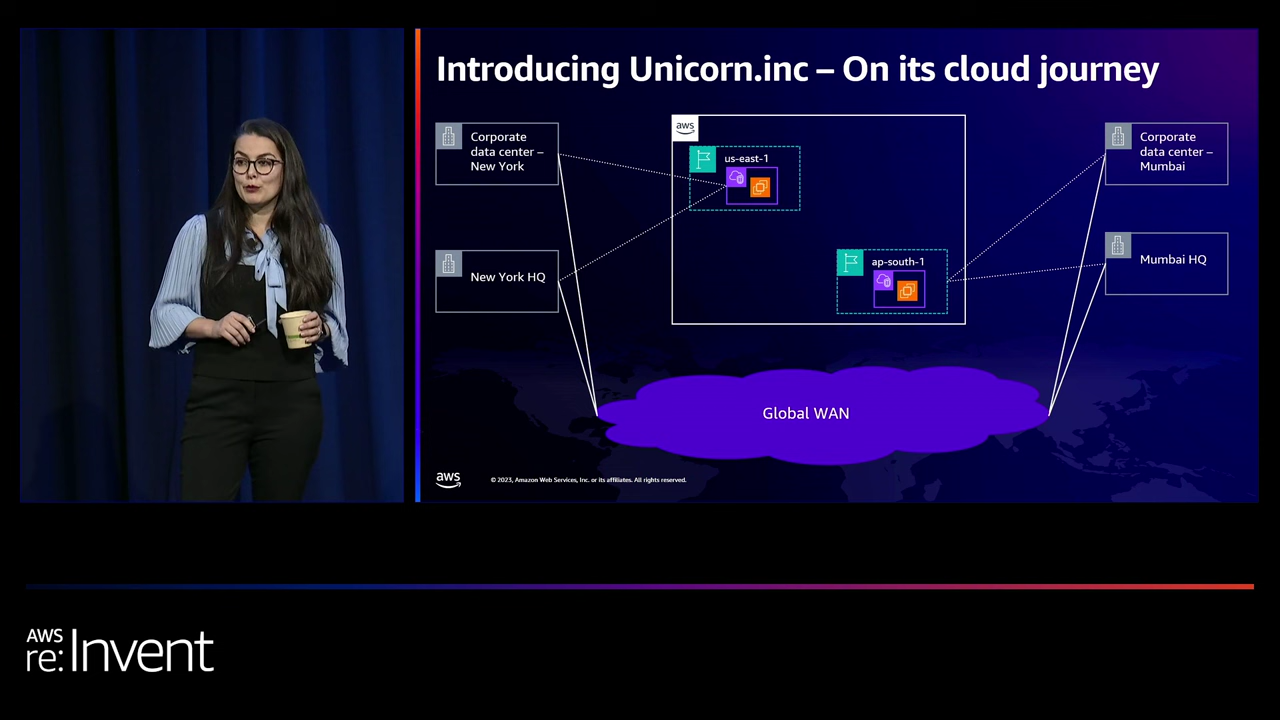 Introducing Unicorn.inc – On its cloud journey
Corporate
data center –
New York
New York HQ
aws
us-east-1
ap-south-1
Corporate
data center –
Mumbai
Mumbai HQ
Global WAN
aws
© 2023, Amazon Web Services, Inc. or its affiliates. All rights reserved.
AWS
re:Invent